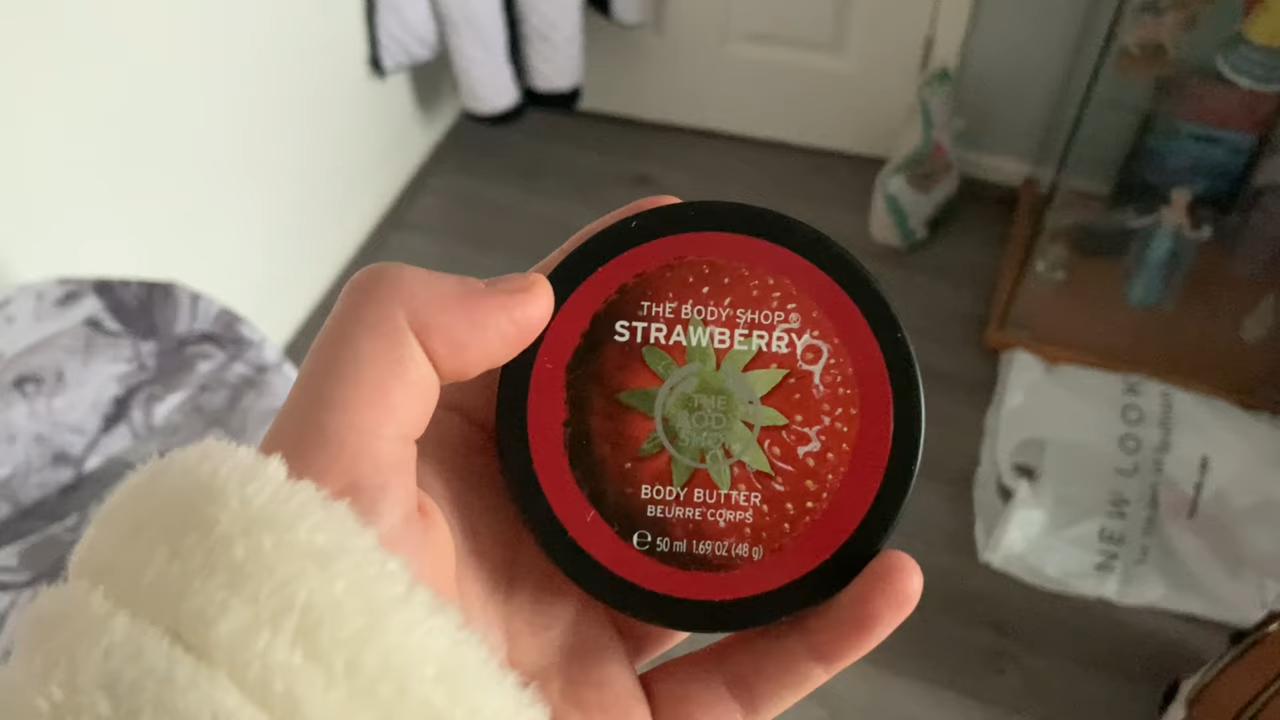 THE BODY SHOP®
STRAWBERRY
THE
BODY
SHOP
BODY BUTTER
BEURRE CORPS
e 50 ml 1.69 OZ (48 g)
NEW LOOK